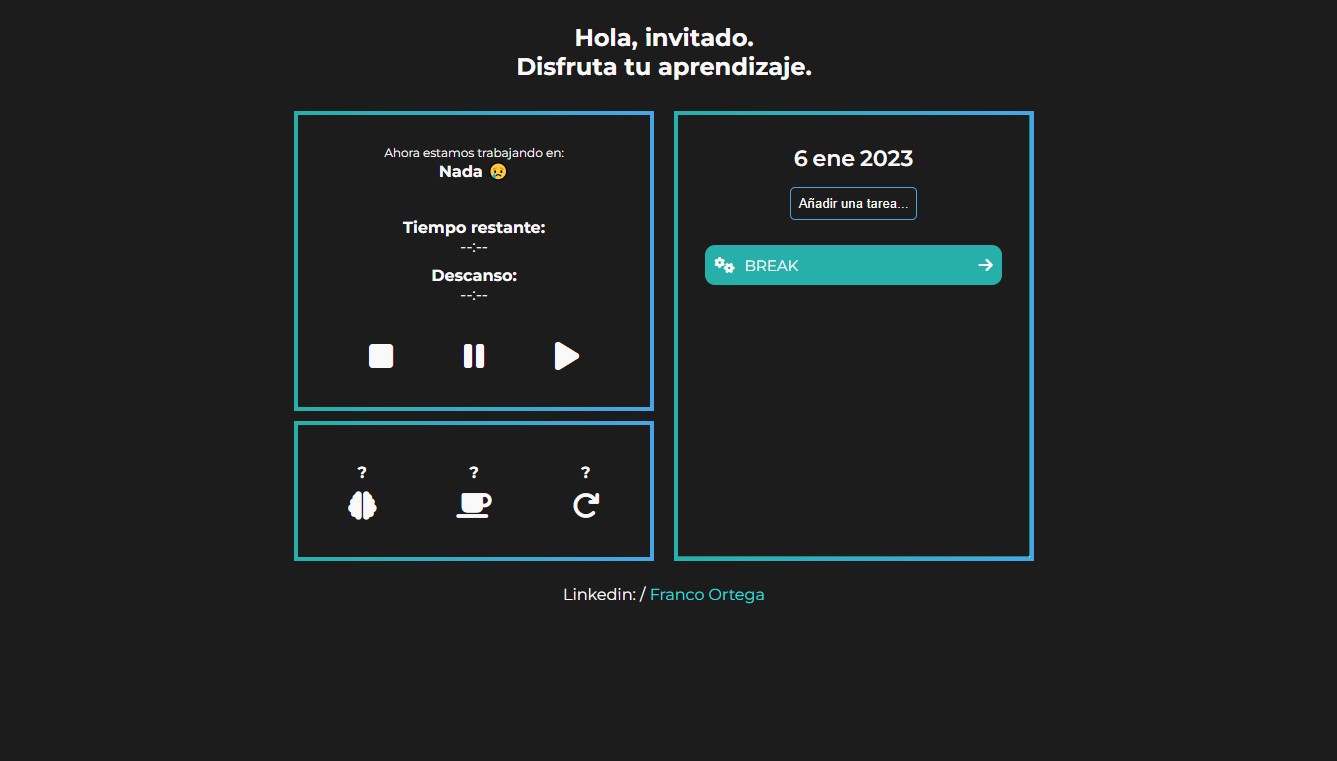 Hola, invitado.
Disfruta tu aprendizaje.
Ahora estamos trabajando en:
Nada 😥
Tiempo restante:
--:--
Descanso:
--:--
? ? ?
6 ene 2023
Añadir una tarea...
BREAK
Linkedin: / Franco Ortega